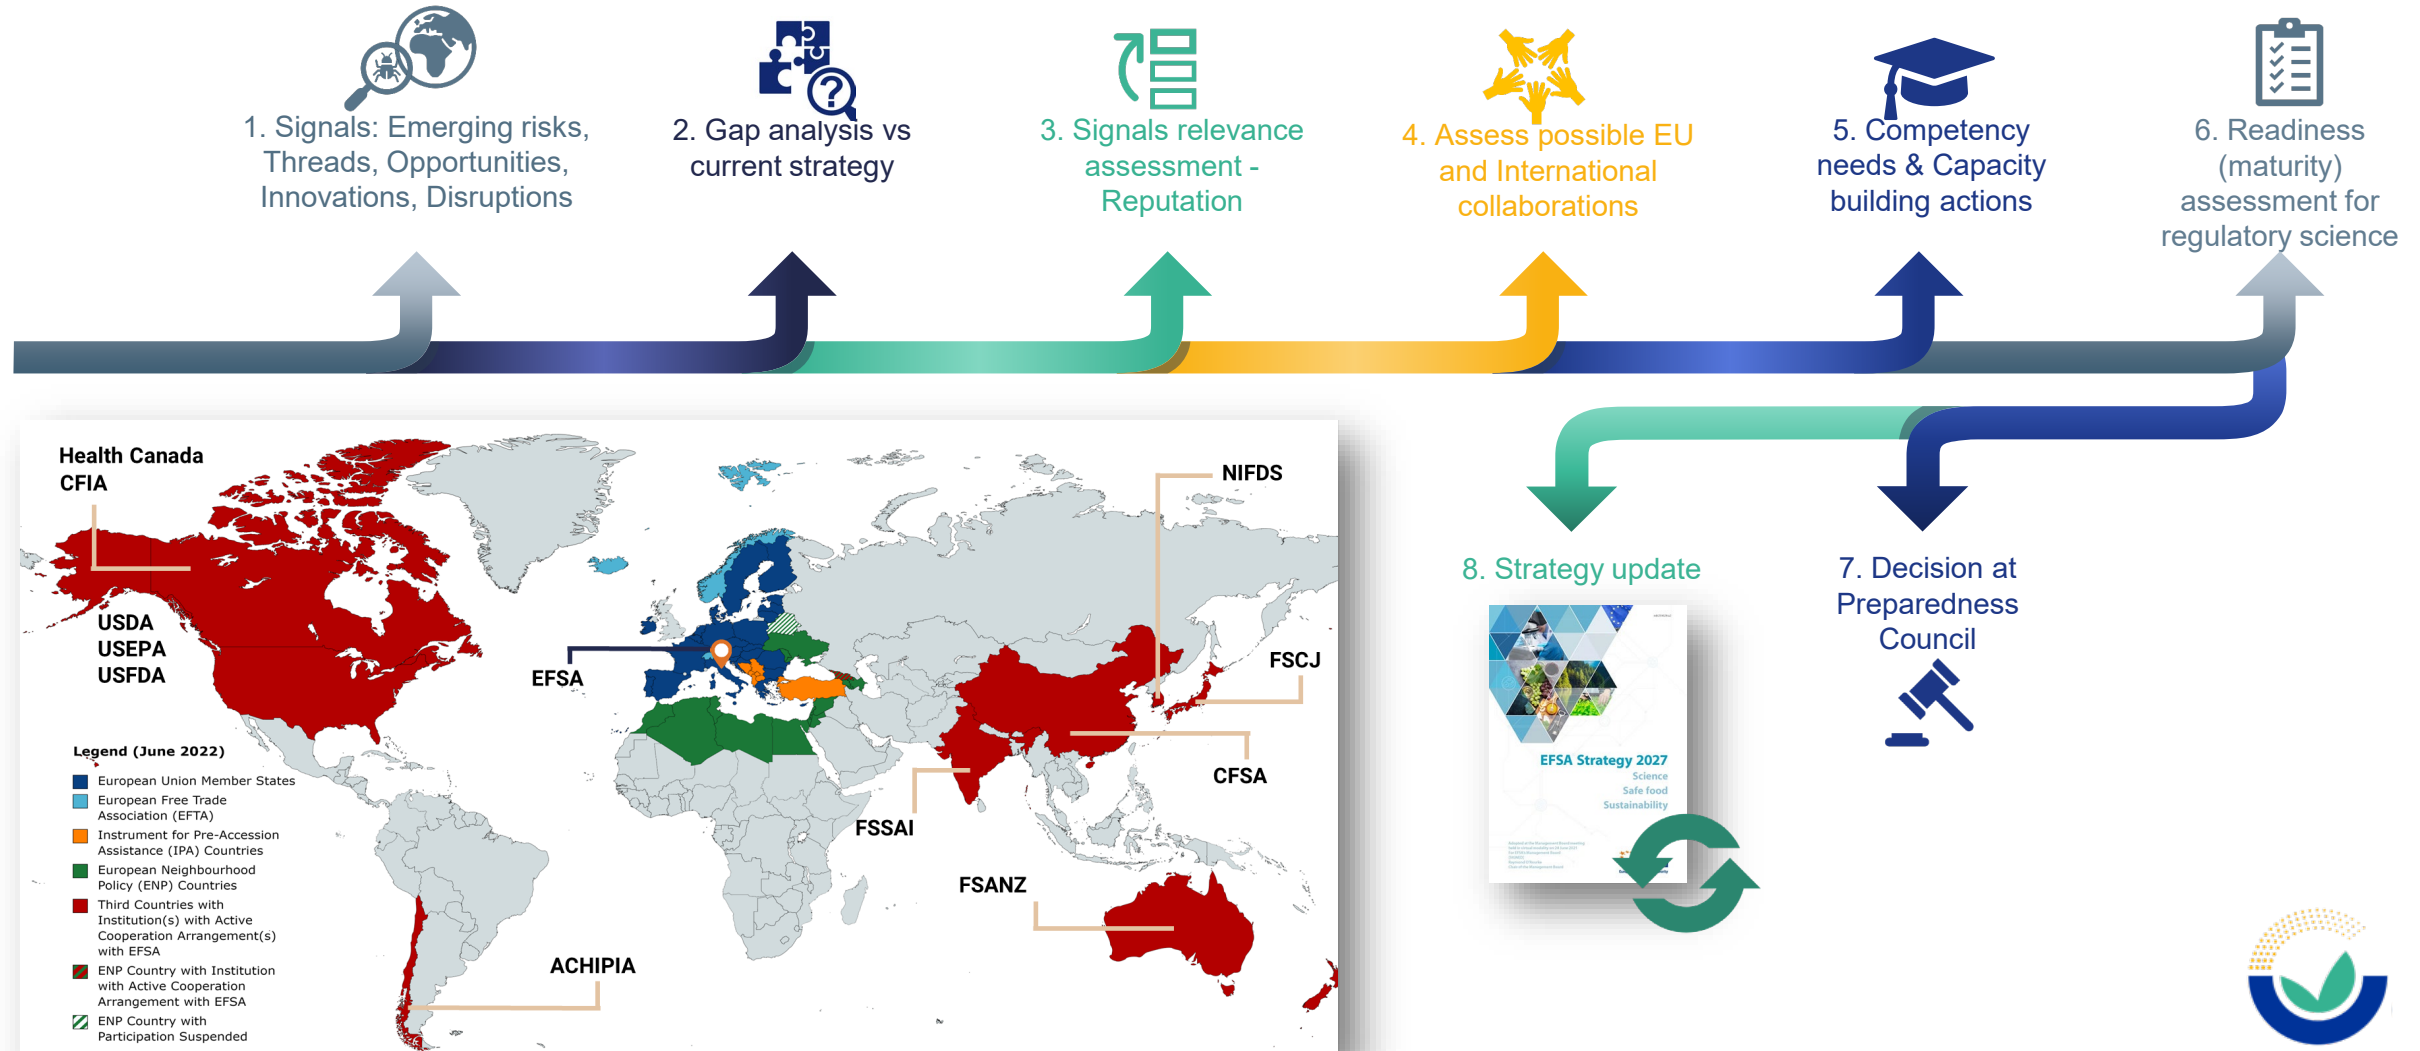 1. Signals: Emerging risks,
Threads, Opportunities,
Innovations, Disruptions
2. Gap analysis vs
current strategy
3. Signals relevance
assessment -
Reputation
4. Assess possible EU
and International
collaborations
5. Competency
needs & Capacity
building actions
6. Readiness
(maturity)
assessment for
regulatory science
Health Canada
CFIA
USDA
USEPA
USFDA
EFSA
NIFDS
FSCJ
CFSA
FSSAI
FSANZ
ACHIPIA
Legend (June 2022)
European Union Member States
European Free Trade
Association (EFTA)
Instrument for Pre-Accession
Assistance (IPA) Countries
European Neighbourhood
Policy (ENP) Countries
Third Countries with
Institution(s) with Active
Cooperation Arrangement(s)
with EFSA
ENP Country with Institution
with Active Cooperation
Arrangement with EFSA
ENP Country with
Participation Suspended
8. Strategy update
EFSA Strategy 2027
Science
Safe food
Sustainability
7. Decision at
Preparedness
Council